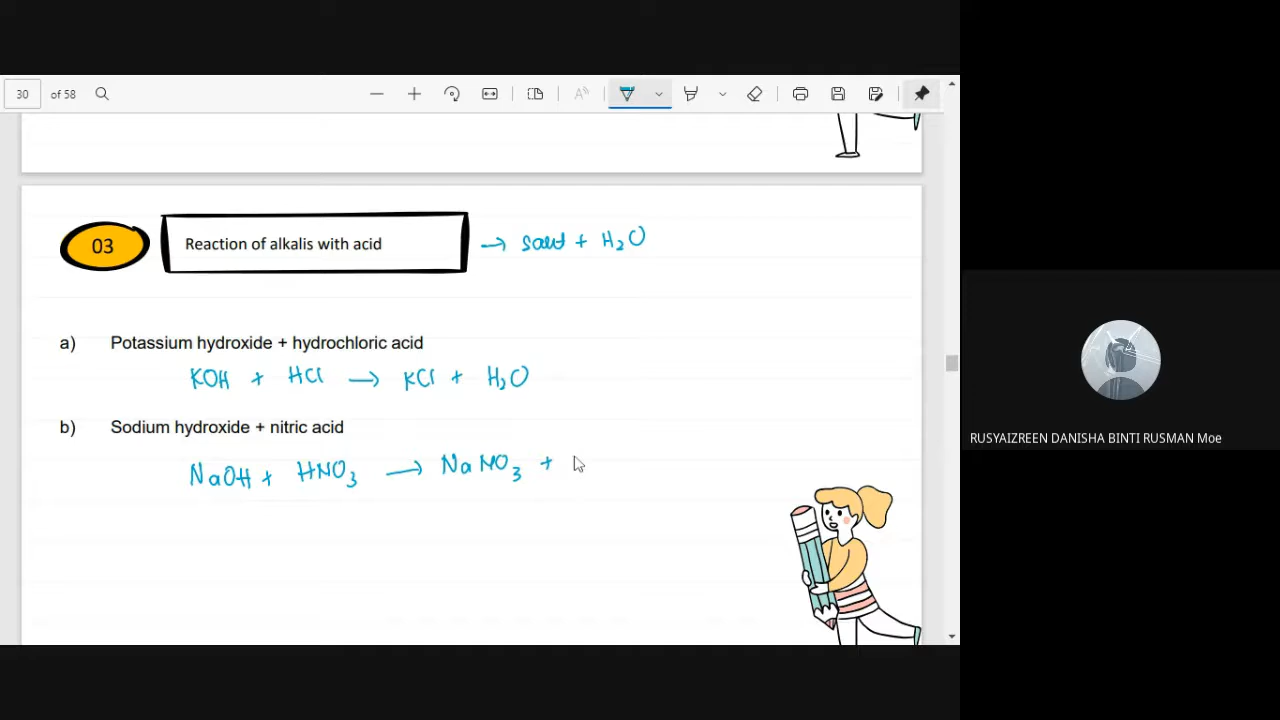 30 of 58
03 Reaction of alkalis with acid → salt + H₂O
a) Potassium hydroxide + hydrochloric acid
KOH + HCl → KCl + H₂O
b) Sodium hydroxide + nitric acid
NaOH + HNO₃ → NaNO₃ +
RUSYAIZREEN DANISHA BINTI RUSMAN Moe